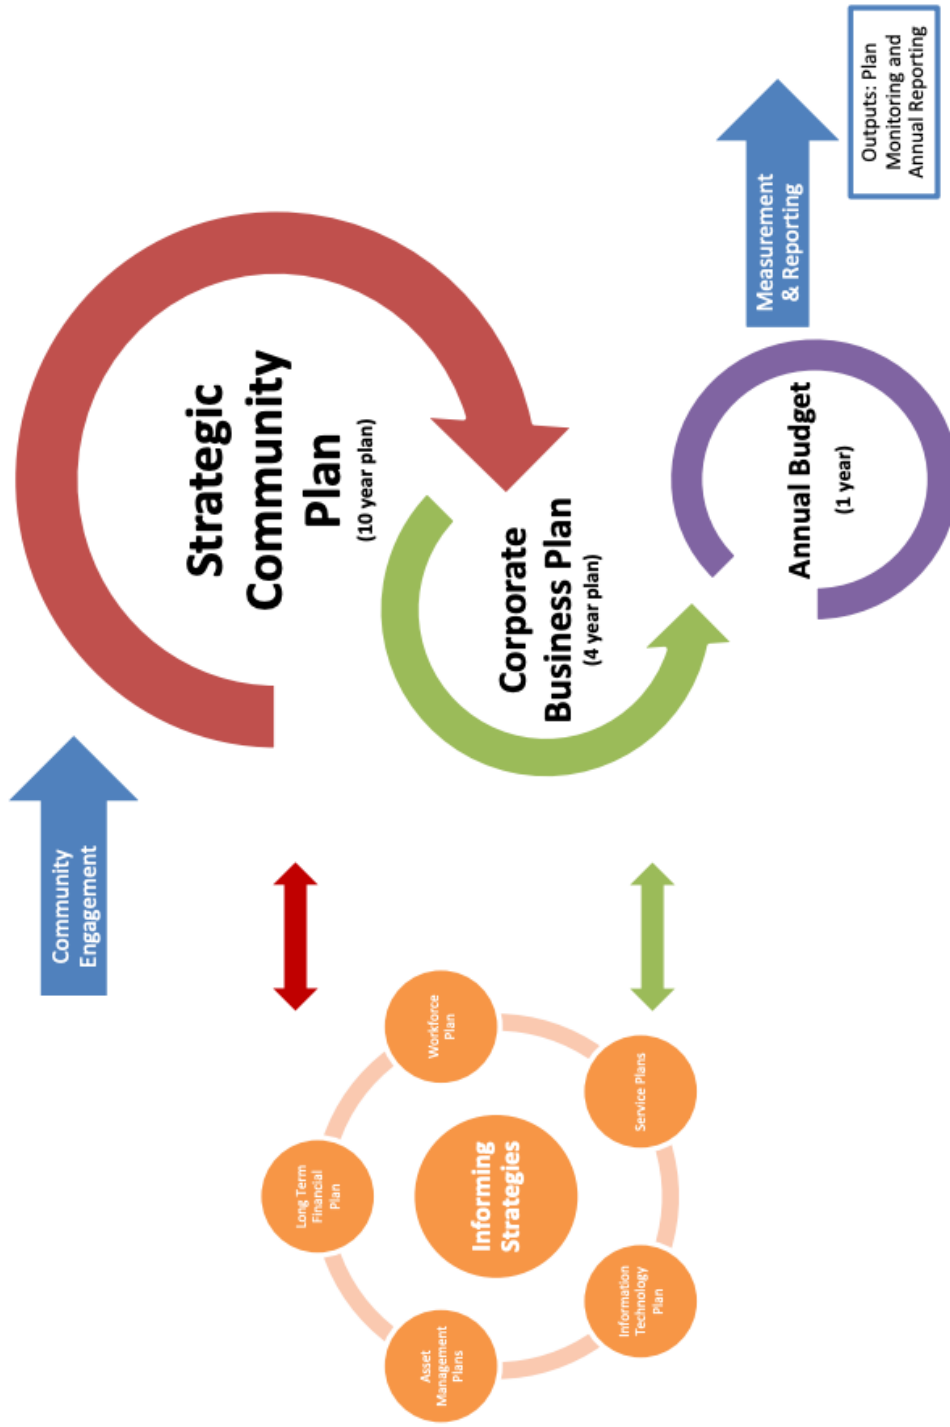 Community
Engagement
Strategic
Community
Plan
(10 year plan)
Long Term
Financial
Plan
Asset
Management
Plans
Workforce
Plan
Informing
Strategies
Information
Technology
Plan
Service Plans
Corporate
Business Plan
(4 year plan)
Annual Budget
(1 year)
Measurement
& Reporting
Outputs: Plan
Monitoring and
Annual Reporting